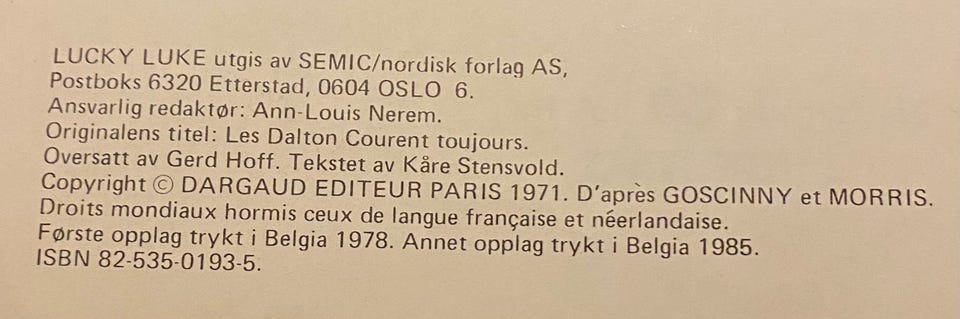 LUCKY LUKE utgis av SEMIC/nordisk forlag AS,
Postboks 6320 Etterstad, 0604 OSLO 6.
Ansvarlig redaktør: Ann-Louis Nerem.
Originalens titel: Les Dalton Courent toujours.
Oversatt av Gerd Hoff. Tekstet av Kåre Stensvold.
Copyright © DARGAUD EDITEUR PARIS 1971. D'après GOSCINNY et MORRIS.
Droits mondiaux hormis ceux de langue française et néerlandaise.
Første opplag trykt i Belgia 1978. Annet opplag trykt i Belgia 1985.
ISBN 82-535-0193-5.